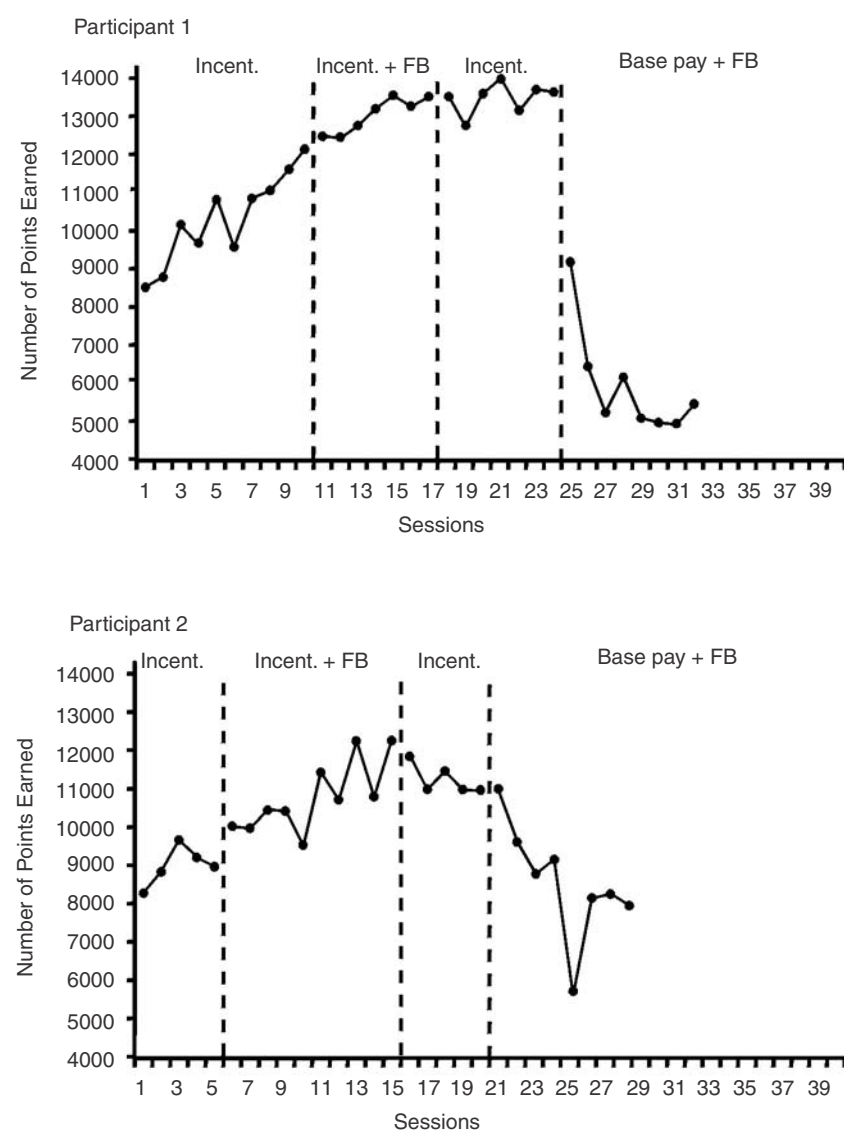 Participant 1
Incent. Incent. + FB Incent. Base pay + FB
14000
13000
12000
11000
10000
9000
8000
7000
6000
5000
4000
Number of Points Earned
1 3 5 7 9 11 13 15 17 19 21 23 25 27 29 31 33 35 37 39
Sessions
Participant 2
Incent. Incent. + FB Incent. Base pay + FB
14000
13000
12000
11000
10000
9000
8000
7000
6000
5000
4000
Number of Points Earned
1 3 5 7 9 11 13 15 17 19 21 23 25 27 29 31 33 35 37 39
Sessions